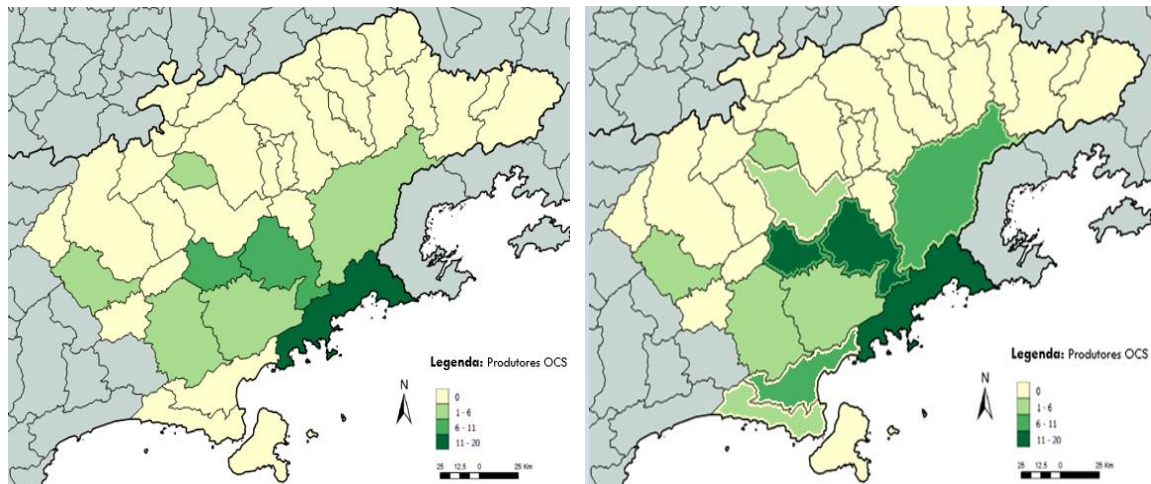 Legenda: Produtores OCS
0
1 - 6
6 - 11
11 - 20
N
25 12,5 0 25 Km
Legenda: Produtores OCS
0
1 - 6
6 - 11
11 - 20
N
25 12,5 0 25 Km